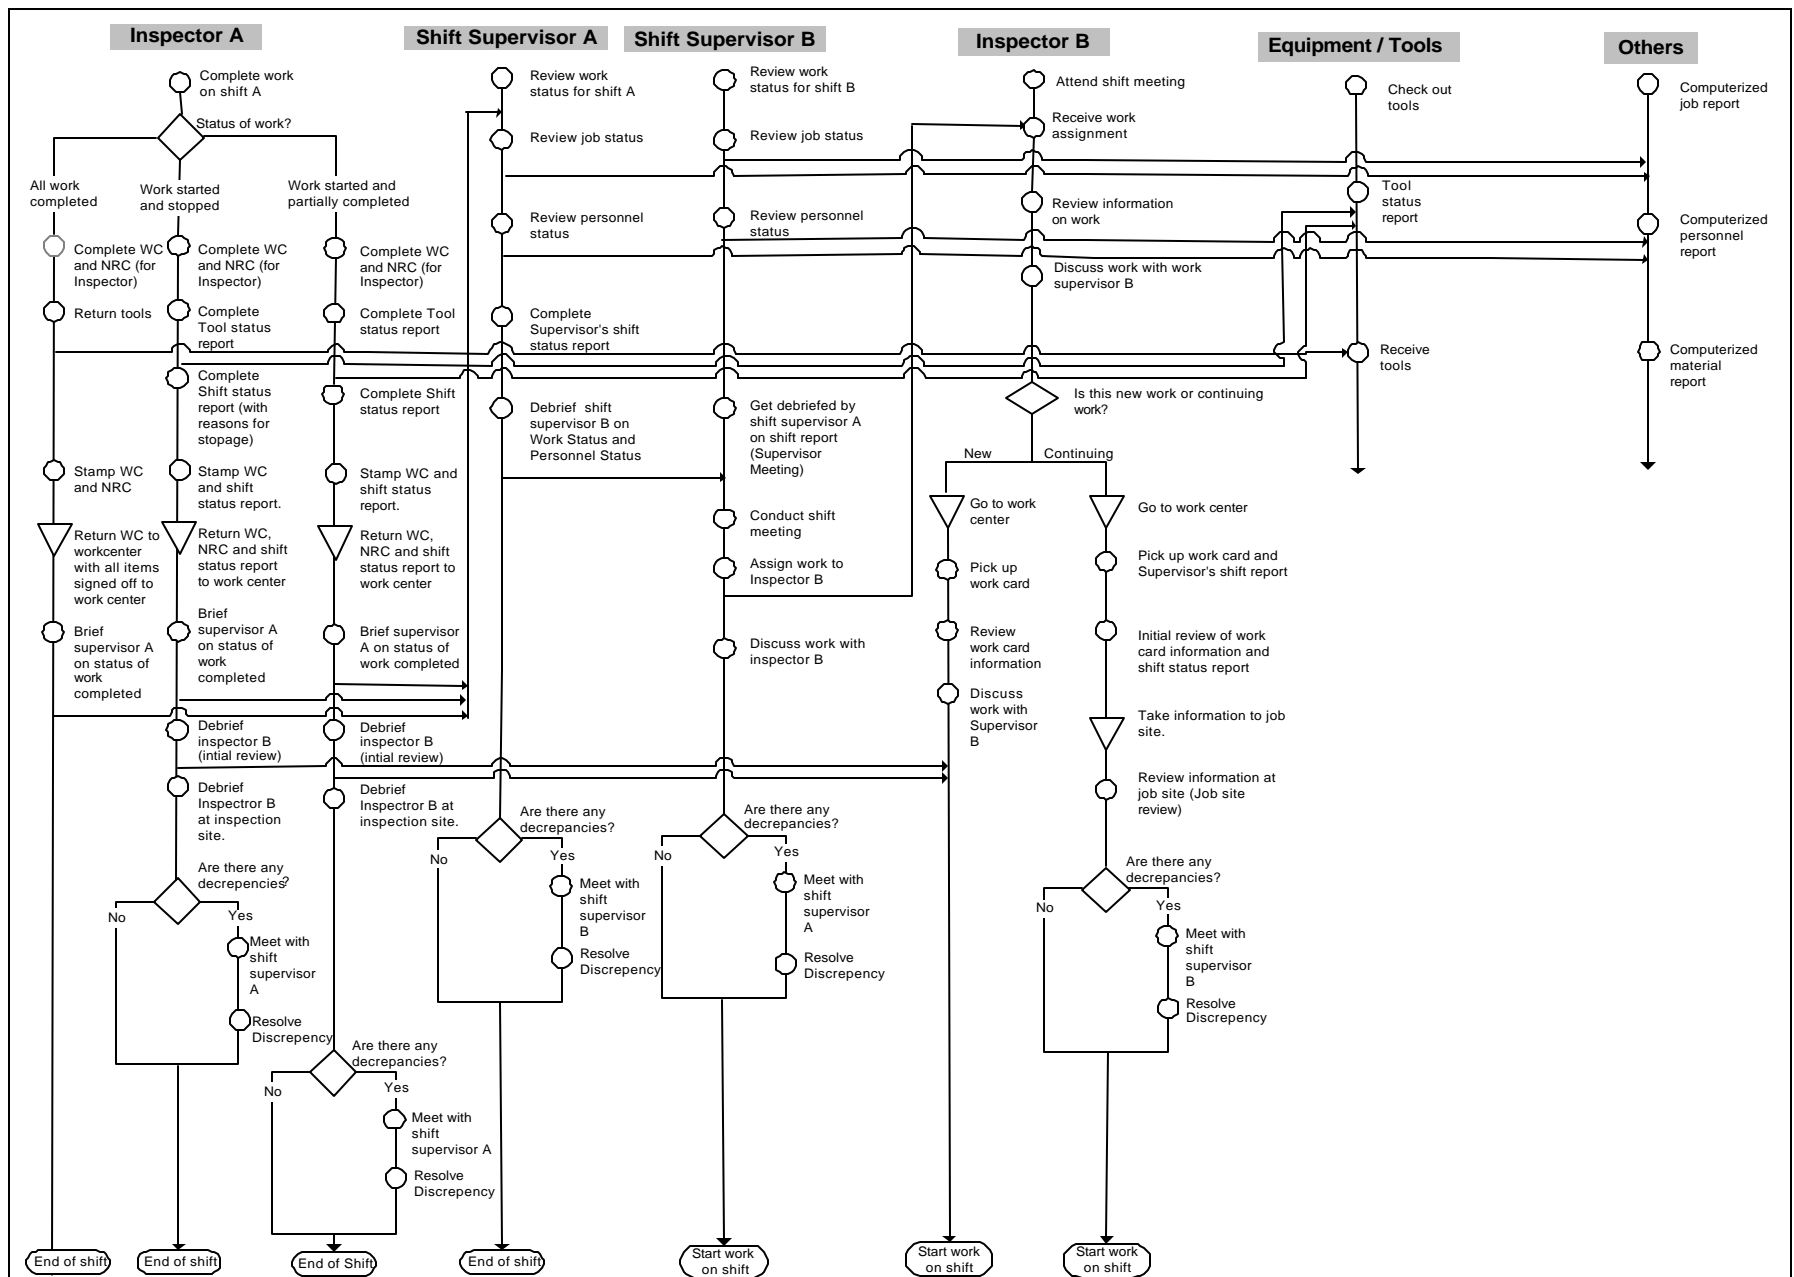 Inspector A
Complete work
on shift A
Status of work?
All work
completed
Complete WC
and NRC (for
Inspector)
Return tools
Stamp WC
and NRC
Return WC to
workcenter
with all items
signed off to
work center
Brief
supervisor A
on status of
work
completed
End of shift
Work started
and stopped
Complete WC
and NRC (for
Inspector)
Complete
Tool status
report
Complete
Shift status
report (with
reasons for
stopage)
Stamp WC
and shift
status report.
Return WC,
NRC and shift
status report
to work center
Brief
supervisor A
on status of
work
completed
Debrief
inspector B
(intial review)
Debrief
Inspectror B
at inspection
site.
Are there any
decrepencies?
No
Yes
Meet with
shift
supervisor
A
Resolve
Discrepency
End of shift
Work started and
partially completed
Complete WC
and NRC (for
Inspector)
Complete Tool
status report
Complete Shift
status report
Stamp WC and
shift status
report.
Return WC,
NRC and shift
status report to
work center
Brief supervisor
A on status of
work completed
Debrief
inspector B
(intial review)
Debrief
Inspectror B at
inspection site.
Are there any
decrepancies?
No
Yes
Meet with
shift
supervisor A
Resolve
Discrepency
End of Shift
Shift Supervisor A
Review work
status for shift A
Review job status
Review personnel
status
Complete
Supervisor's shift
status report
Debrief shift
supervisor B on
Work Status and
Personnel Status
Are there any
decrepancies?
No
Yes
Meet with
shift
supervisor
B
Resolve
Discrepency
End of shift
Shift Supervisor B
Review work
status for shift B
Review job status
Review personnel
status
Get debriefed by
shift supervisor A
on shift report
(Supervisor
Meeting)
Conduct shift
meeting
Assign work to
Inspector B
Discuss work with
inspector B
Are there any
decrepancies?
No
Yes
Meet with
shift
supervisor
A
Resolve
Discrepency
Start work
on shift
Inspector B
Attend shift meeting
Receive work
assignment
Review information
on work
Discuss work with work
supervisor B
Is this new work or continuing
work?
New
Continuing
Go to work
center
Pick up
work card
Review
work card
information
Discuss
work with
Supervisor
B
Start work
on shift
Go to work center
Pick up work card and
Supervisor's shift report
Initial review of work
card information and
shift status report
Take information to job
site.
Review information at
job site (Job site
review)
Are there any
decrepancies?
No
Yes
Meet with
shift
supervisor
B
Resolve
Discrepency
Start work
on shift
Equipment / Tools
Check out
tools
Tool
status
report
Receive
tools
Others
Computerized
job report
Computerized
personnel
report
Computerized
material
report